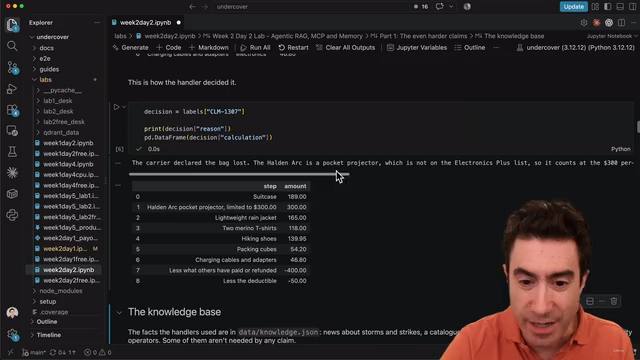 undercover
16
Update
Explorer
undercover
docs
e2e
guides
labs
__pycache__
lab1_desk
lab2_desk
lab2_desk_free
qdrant_data
week1day2.ipynb
week1day2free.ip...
week1day4.ipynb
week1day4cpu.ipynb
week1day4free.ipynb
week1day5_lab1...
week1day5_lab2...
week1day5_produ...
week2day1_payo...
week2day1.ip...
M
week2day1free.ip...
week2day2.ipynb
week2day2free.ip...
node_modules
setup
.coverage
Outline
Timeline
main*
week2day2.ipynb
labs > week2day2.ipynb > M↓ Week 2 Day 2 Lab - Agentic RAG, MCP and Memory > M↓ Part 1: The even harder claims > M↓ The knowledge base
Generate + Code + Markdown | Run All Restart Clear All Outputs | Jupyter Variables Outline ...
undercover (3.12.12) (Python 3.12.12)
Jupyter Notebook
This is how the handler decided it.
decision = labels["CLM-1307"]
print(decision["reason"])
pd.DataFrame(decision["calculation"])
[6]
0.0s
Python
The carrier declared the bag lost. The Halden Arc is a pocket projector, which is not on the Electronics Plus list, so it counts at the $300 per-
step amount
0 Suitcase 189.00
1 Halden Arc pocket projector, limited to $300.00 300.00
2 Lightweight rain jacket 165.00
3 Two merino T-shirts 118.00
4 Hiking shoes 139.95
5 Packing cubes 54.20
6 Charging cables and adapters 46.80
7 Less what others have paid or refunded -400.00
8 Less the deductible -50.00
The knowledge base
The facts the handlers used are in data/knowledge.json: news about storms and strikes, a catalogue
operators. Some of them aren't needed by any claim.